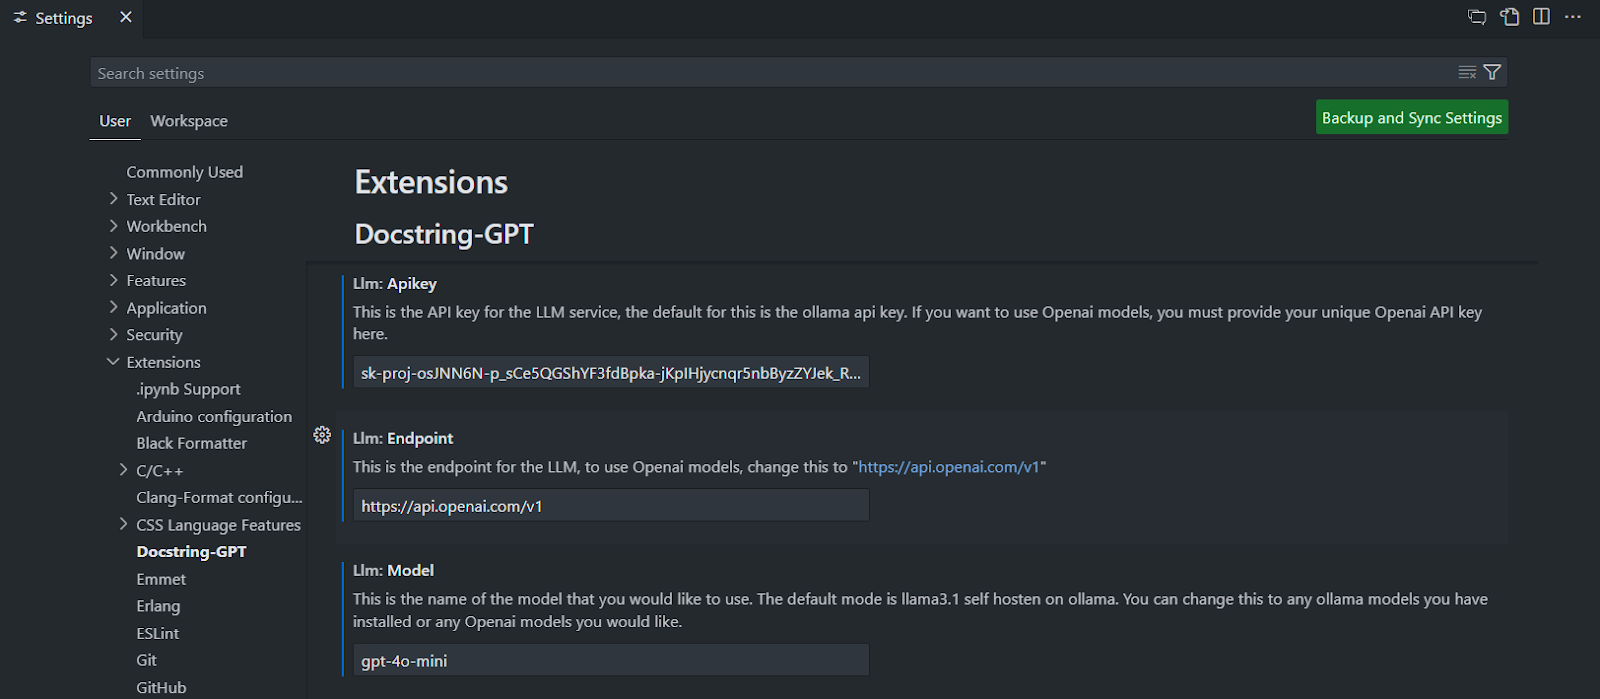 Settings
Search settings
User Workspace
Backup and Sync Settings
Commonly Used
Text Editor
Workbench
Window
Features
Application
Security
Extensions
.ipynb Support
Arduino configuration
Black Formatter
C/C++
Clang-Format configu...
CSS Language Features
Docstring-GPT
Emmet
Erlang
ESLint
Git
GitHub
Extensions
Docstring-GPT
Llm: Apikey
This is the API key for the LLM service, the default for this is the ollama api key. If you want to use Openai models, you must provide your unique Openai API key
here.
sk-proj-osJNN6N-p_sCe5QGShYF3fdBpka-jKpIHjycnqr5nbByzZYJek_R...
Llm: Endpoint
This is the endpoint for the LLM, to use Openai models, change this to "https://api.openai.com/v1"
https://api.openai.com/v1
Llm: Model
This is the name of the model that you would like to use. The default mode is llama3.1 self hosten on ollama. You can change this to any ollama models you have
installed or any Openai models you would like.
gpt-4o-mini